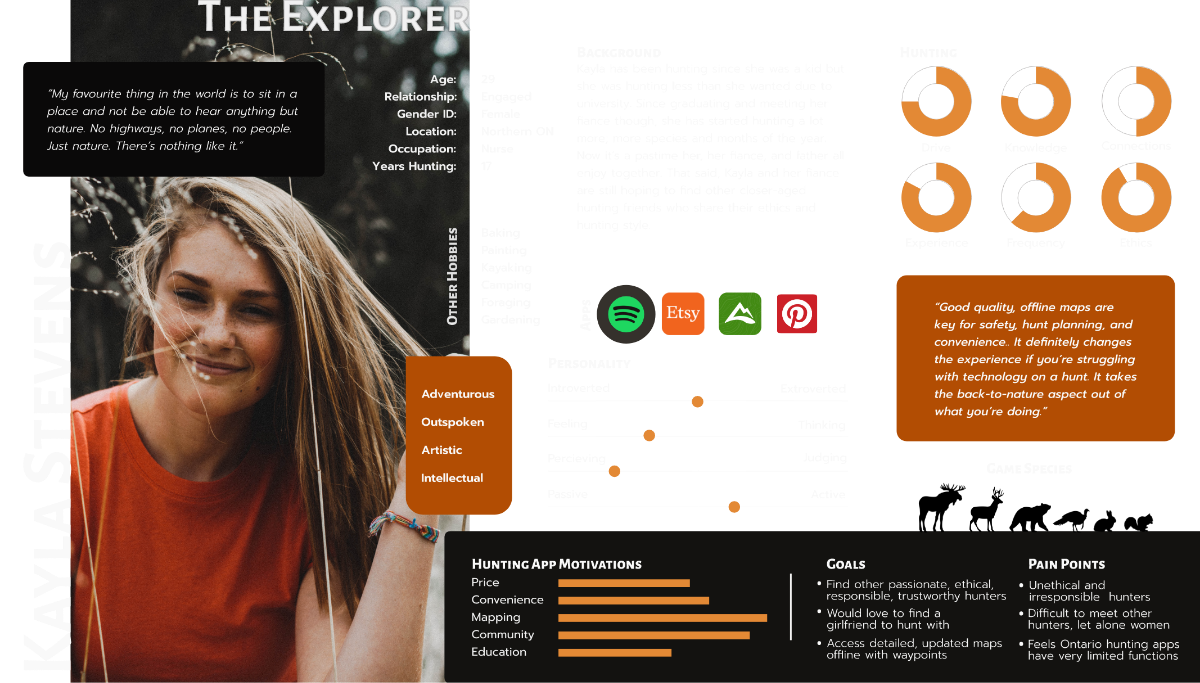 The Explorer
KAYLA STEVENS
"My favourite thing in the world is to sit in a
place and not be able to hear anything but
nature. No highways, no planes, no people.
Just nature. There's nothing like it."
Age: 29
Relationship: Engaged
Gender ID: Female
Location: Northern OH
Occupation: Nurse
Years Hunting:
Other Hobbies
Baking
Painting
Kayaking
Camping
Foraging
Gardening
Adventurous
Outspoken
Artistic
Intellectual
Background
Apps
Etsy
Personality
Introverted Extroverted
Feeling Thinking
Perceiving Judging
Passive Active
Hunting
Drive Knowledge Connections
Experience Frequency Ethics
"Good quality, offline maps are
key for safety, hunt planning, and
convenience.. It definitely changes
the experience if you're struggling
with technology on a hunt. It takes
the back-to-nature aspect out of
what you're doing."
Game Species
Hunting App Motivations
Price
Convenience
Mapping
Community
Education
Goals
• Find other passionate, ethical,
responsible, trustworthy hunters
• Would love to find a
girlfriend to hunt with
• Access detailed, updated maps
offline with waypoints
Pain Points
• Unethical and
irresponsible hunters
• Difficult to meet other
hunters, let alone women
• Feels Ontario hunting apps
have very limited functions